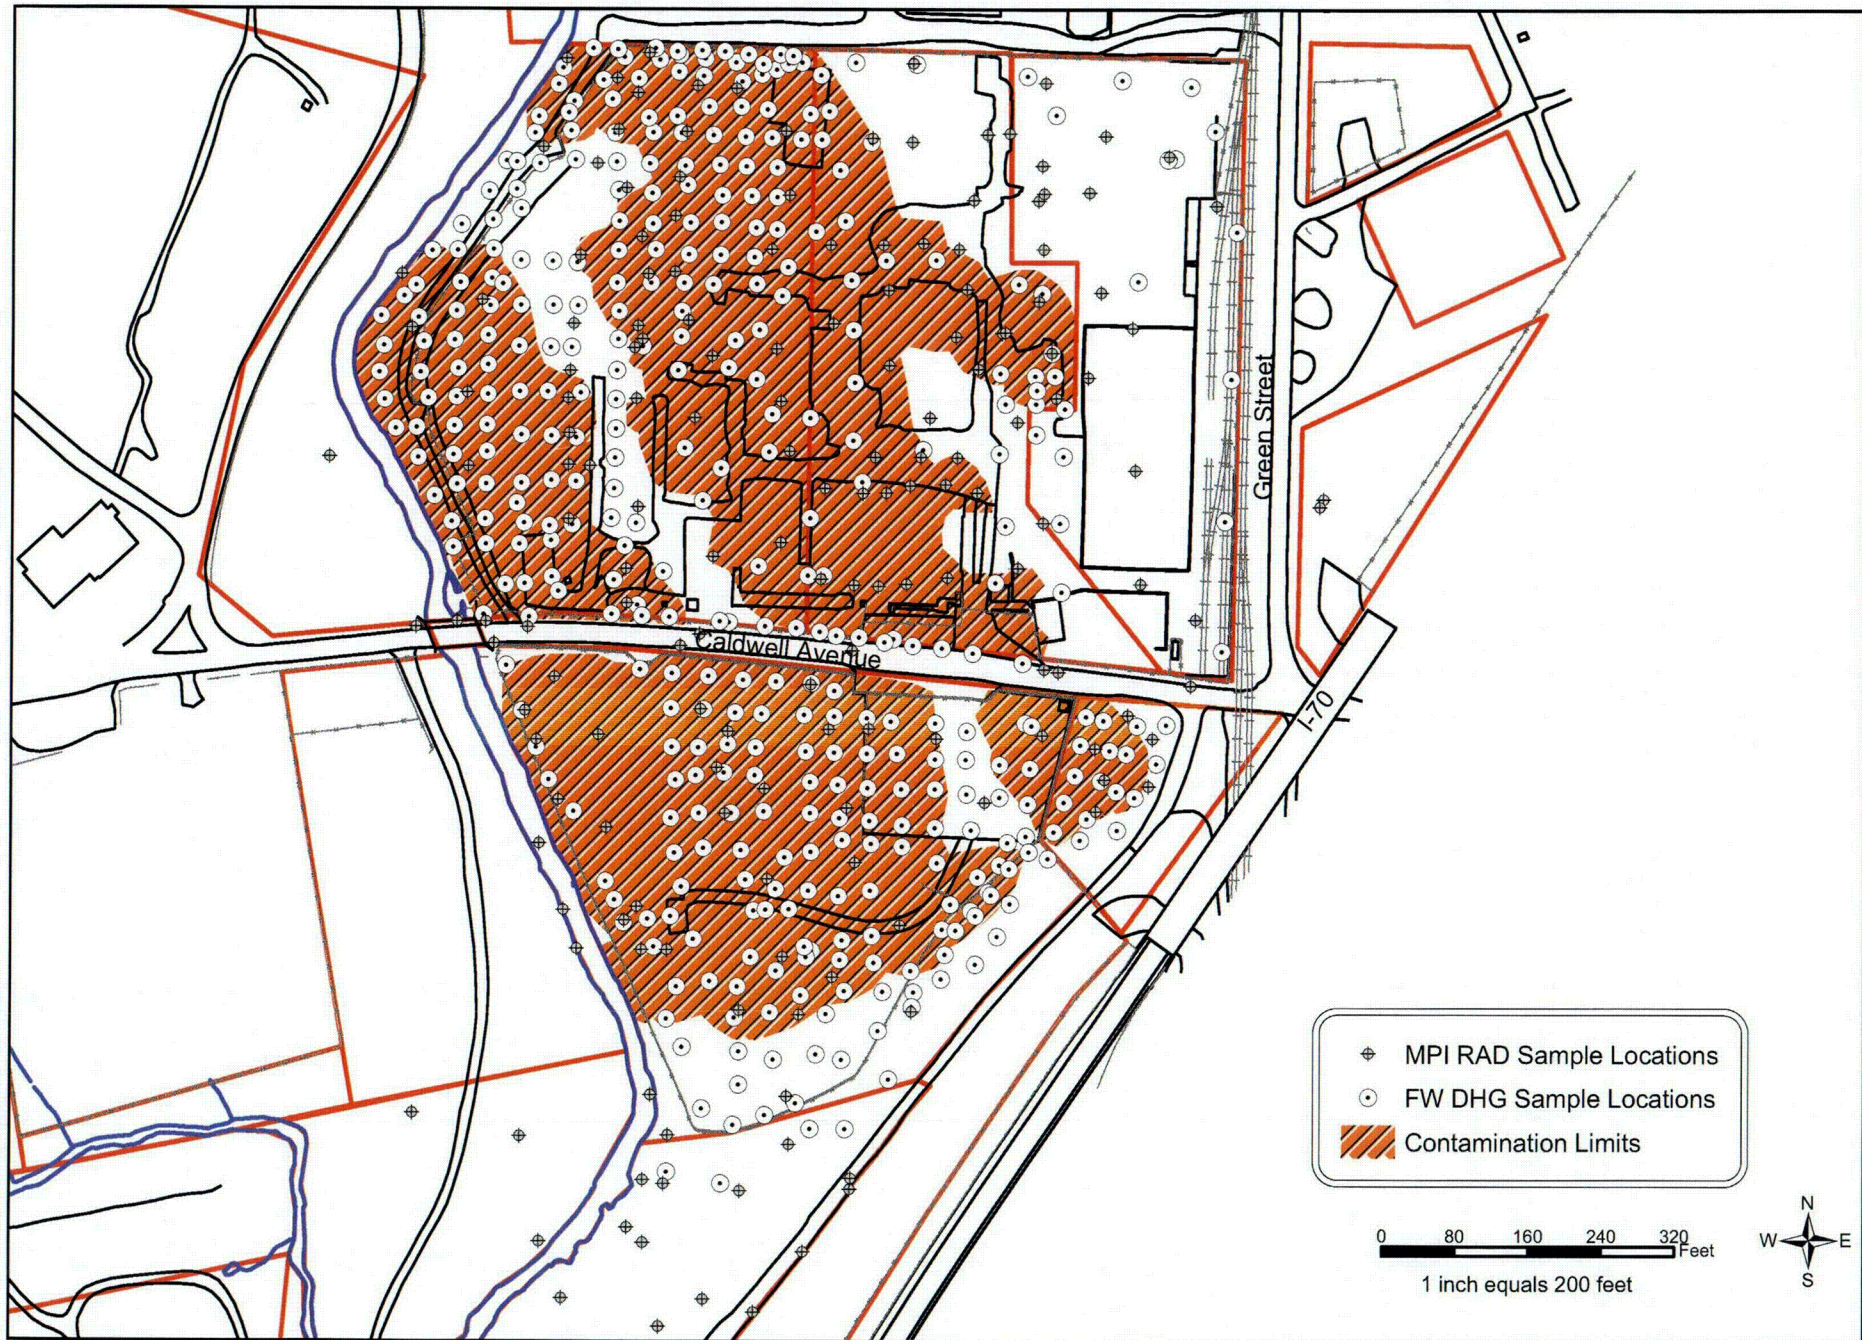 Green Street
Caldwell Avenue
I-70
MPI RAD Sample Locations
FW DHG Sample Locations
Contamination Limits
0 80 160 240 320
Feet
1 inch equals 200 feet
N
W E
S